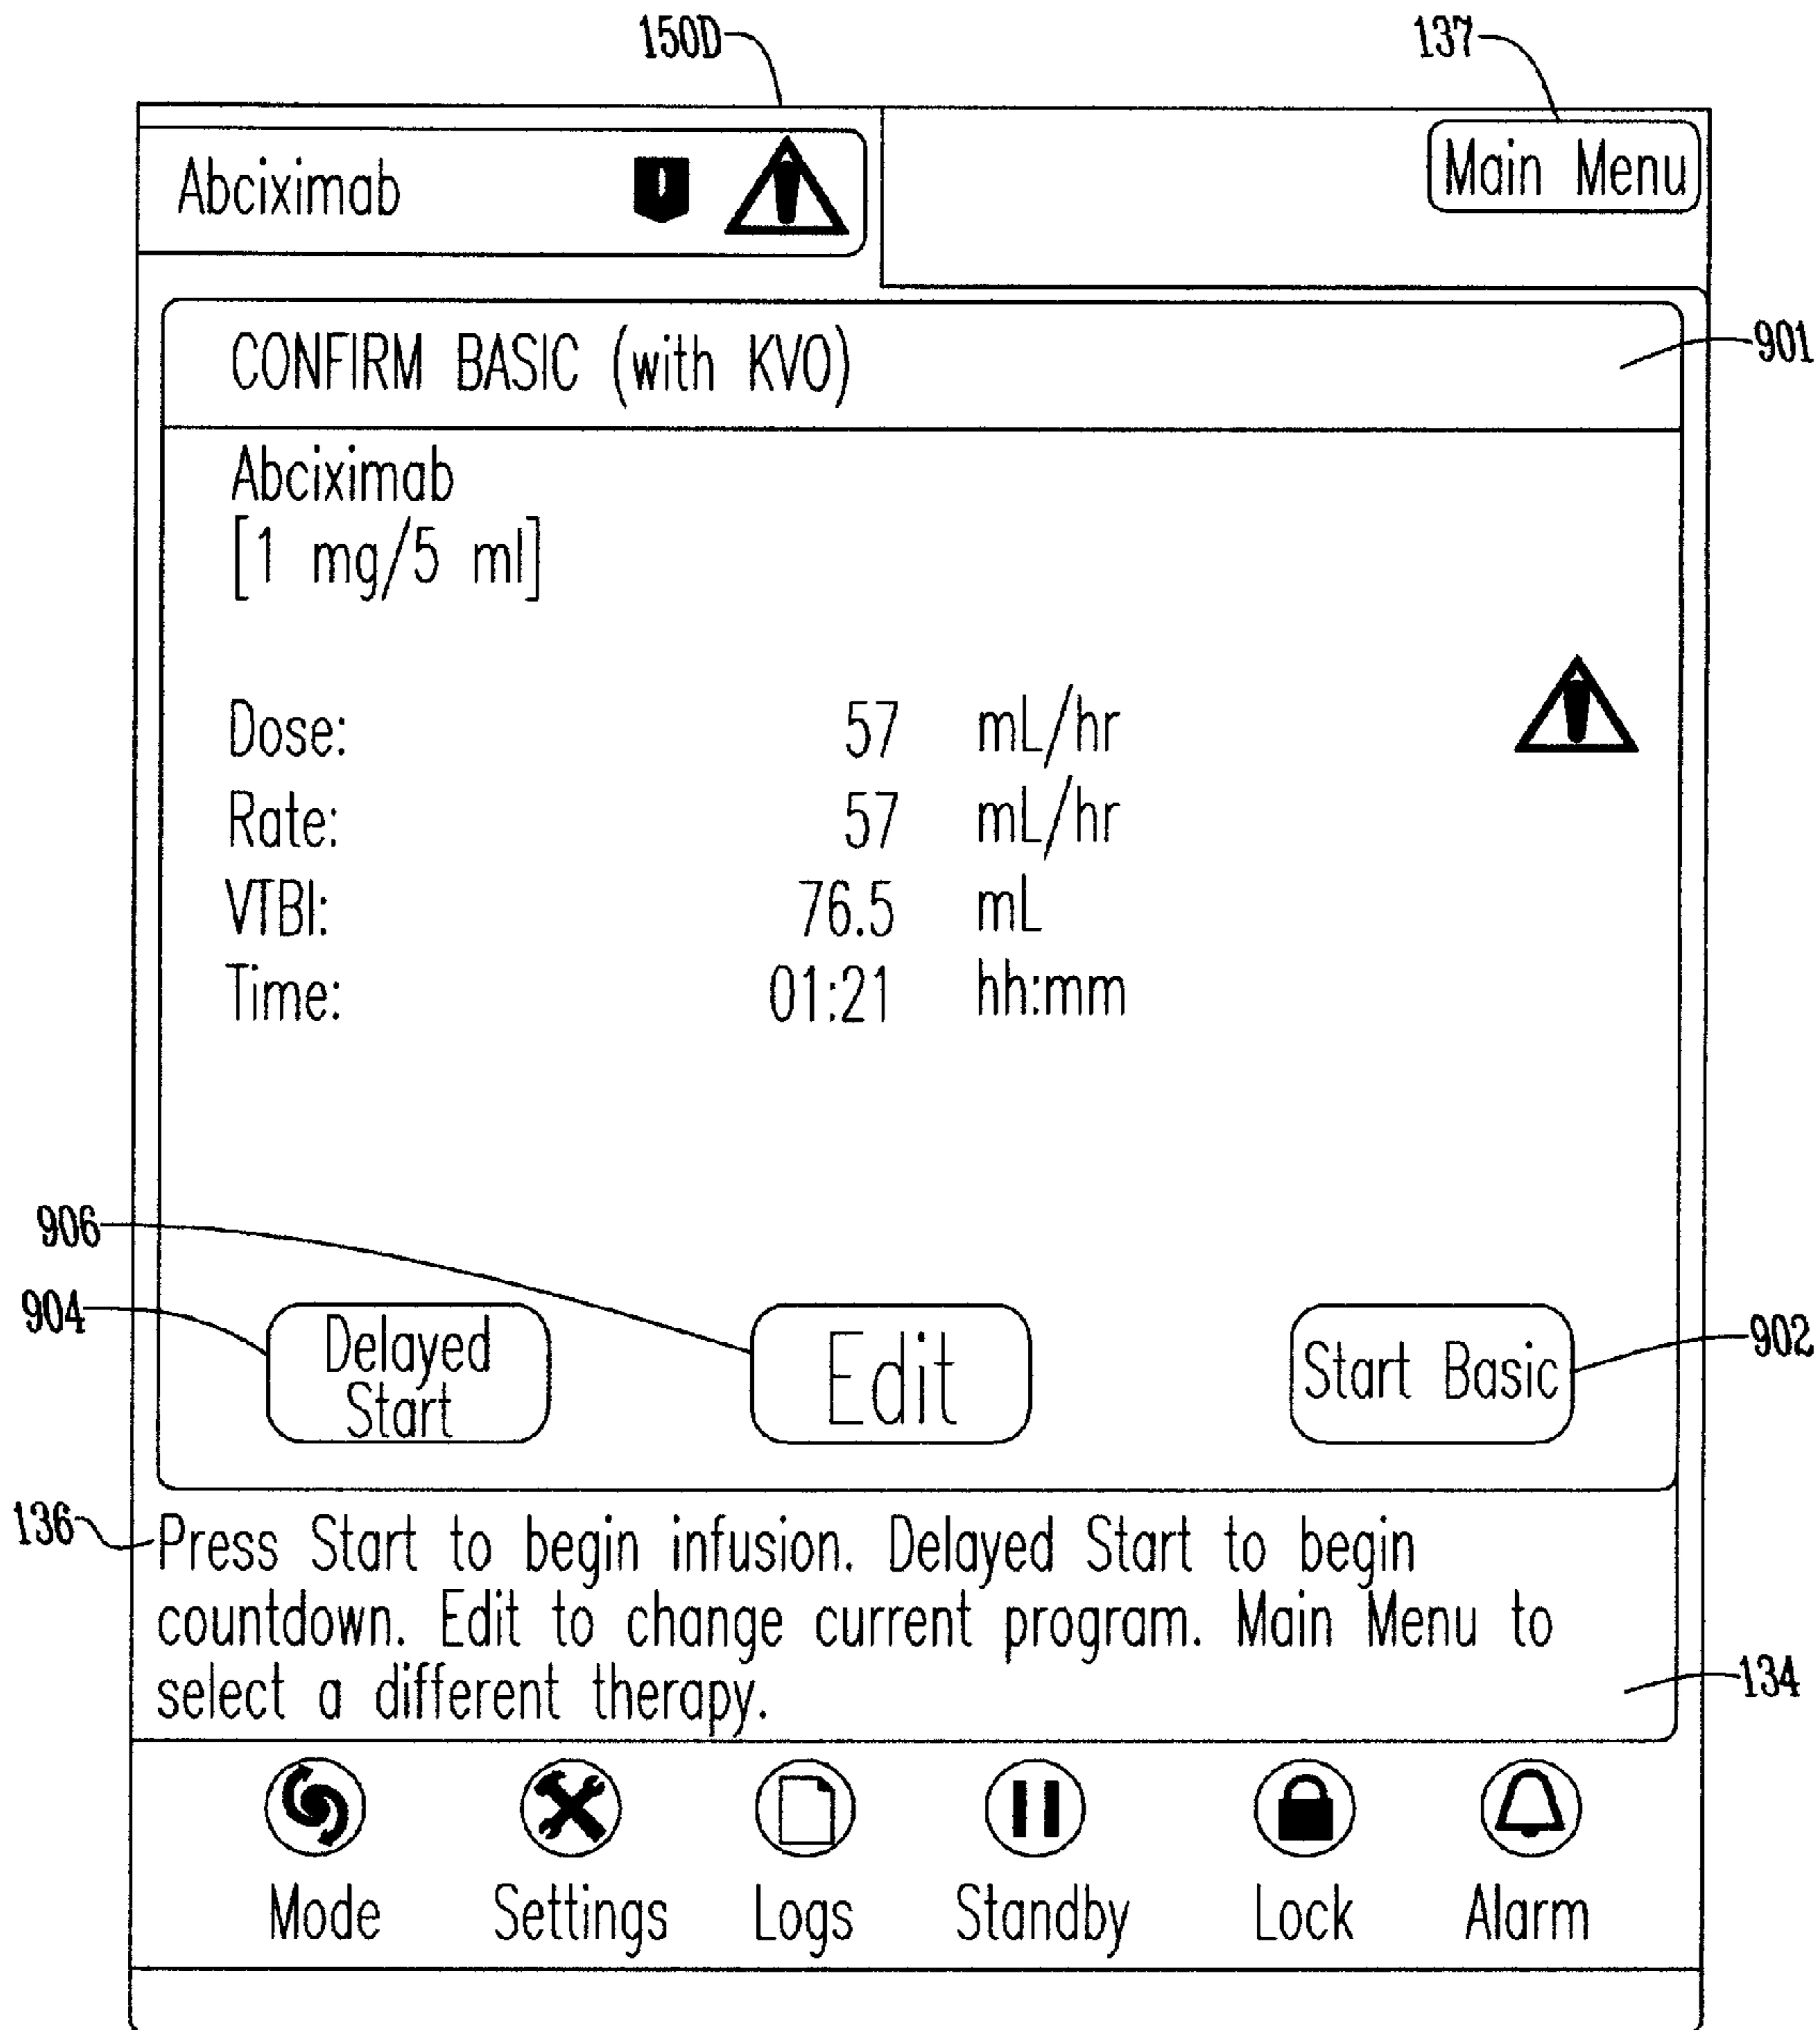 150D
137
Abciximab
Main Menu
CONFIRM BASIC (with KVO)
901
Abciximab
[1 mg/5 ml]
Dose: 57 mL/hr
Rate: 57 mL/hr
VTBI: 76.5 mL
Time: 01:21 hh:mm
906
904
Delayed
Start
Edit
Start Basic
902
136
Press Start to begin infusion. Delayed Start to begin
countdown. Edit to change current program. Main Menu to
select a different therapy.
134
Mode Settings Logs Standby Lock Alarm